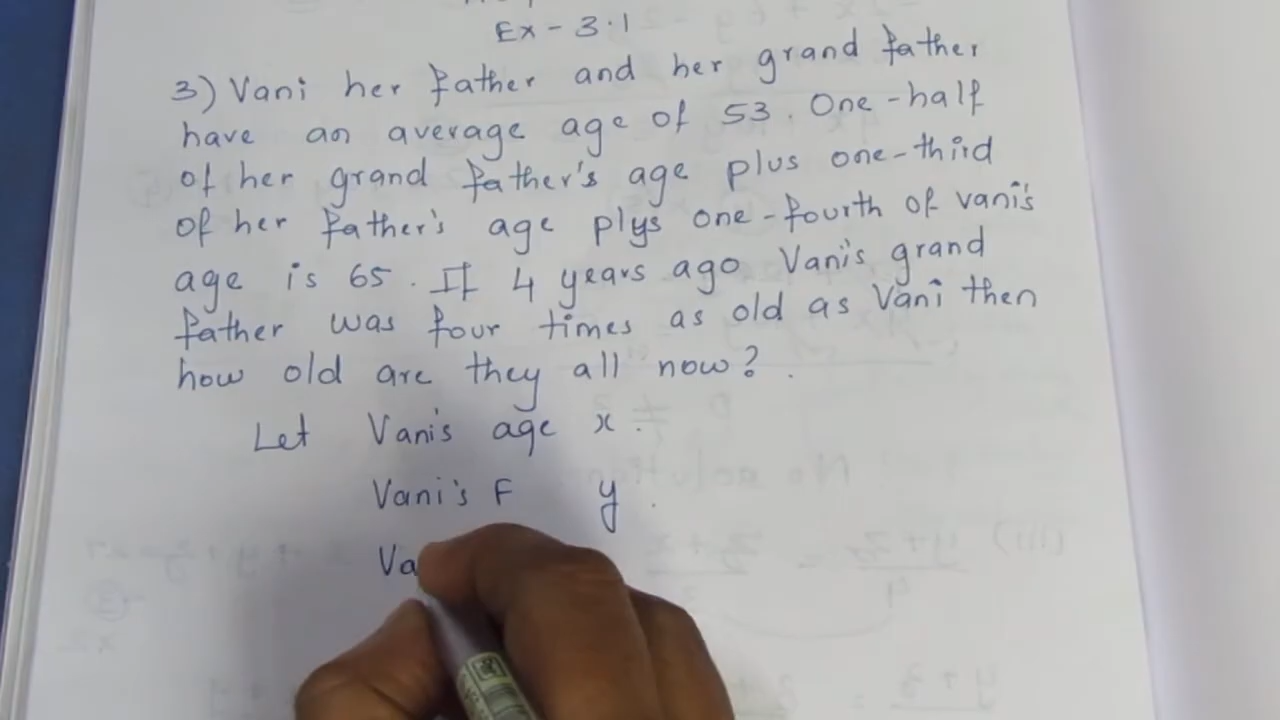 Ex - 3.1
3) Vani her father and her grand father
have an average age of 53. One-half
of her grand father's age plus one-third
of her father's age plys one-fourth of vani's
age is 65. If 4 years ago Vani's grand
father was four times as old as Vani then
how old are they all now?
Let Vani's age x.
Vani's F y.
Va